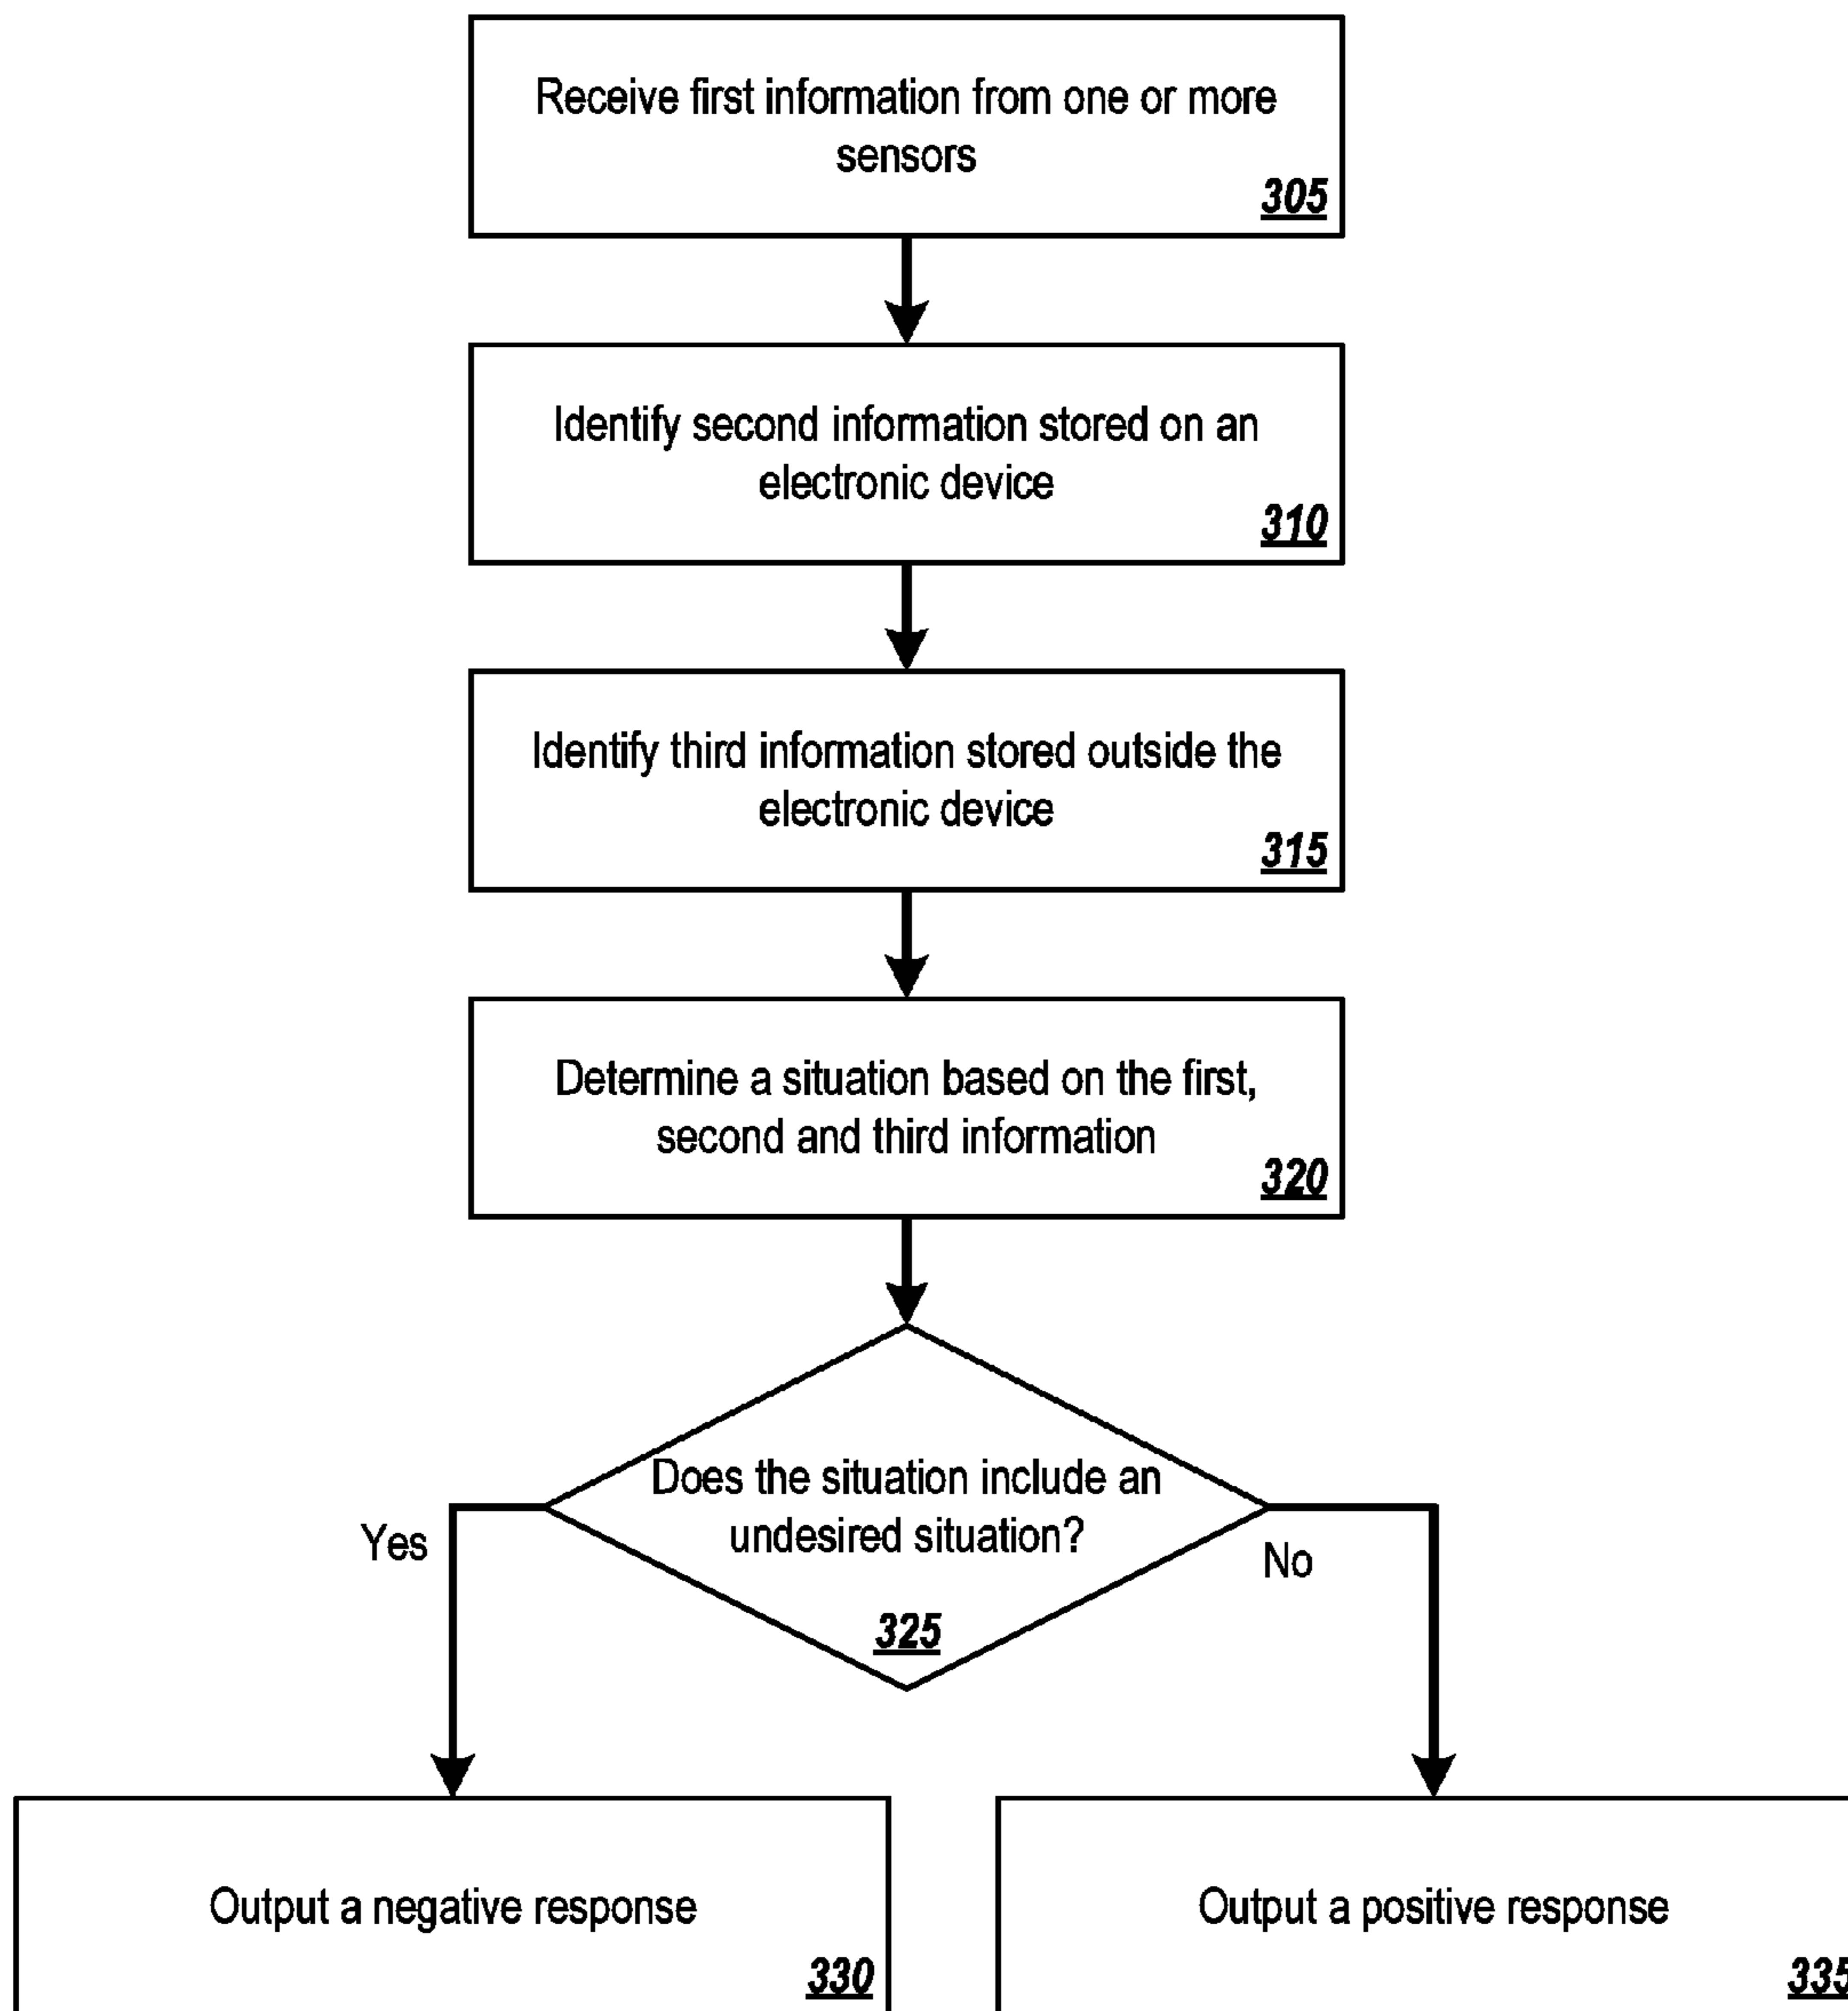 Receive first information from one or more
sensors
305
Identify second information stored on an
electronic device
310
Identify third information stored outside the
electronic device
315
Determine a situation based on the first,
second and third information
320
Does the situation include an
undesired situation?
325
Yes
No
Output a negative response
330
Output a positive response
335